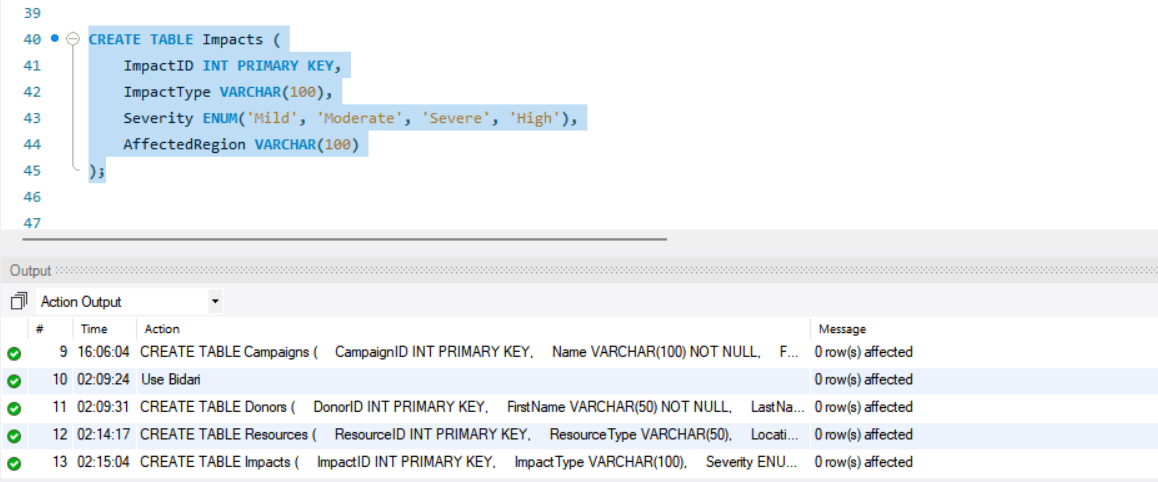 39
40 CREATE TABLE Impacts (
41 ImpactID INT PRIMARY KEY,
42 ImpactType VARCHAR(100),
43 Severity ENUM('Mild', 'Moderate', 'Severe', 'High'),
44 AffectedRegion VARCHAR(100)
45 );
46
47
Output
Action Output
# Time Action Message
9 16:06:04 CREATE TABLE Campaigns ( CampaignID INT PRIMARY KEY, Name VARCHAR(100) NOT NULL, F... 0 row(s) affected
10 02:09:24 Use Bidari 0 row(s) affected
11 02:09:31 CREATE TABLE Donors ( DonorID INT PRIMARY KEY, FirstName VARCHAR(50) NOT NULL, LastNa... 0 row(s) affected
12 02:14:17 CREATE TABLE Resources ( ResourceID INT PRIMARY KEY, ResourceType VARCHAR(50), Locati... 0 row(s) affected
13 02:15:04 CREATE TABLE Impacts ( ImpactID INT PRIMARY KEY, ImpactType VARCHAR(100), Severity ENU... 0 row(s) affected